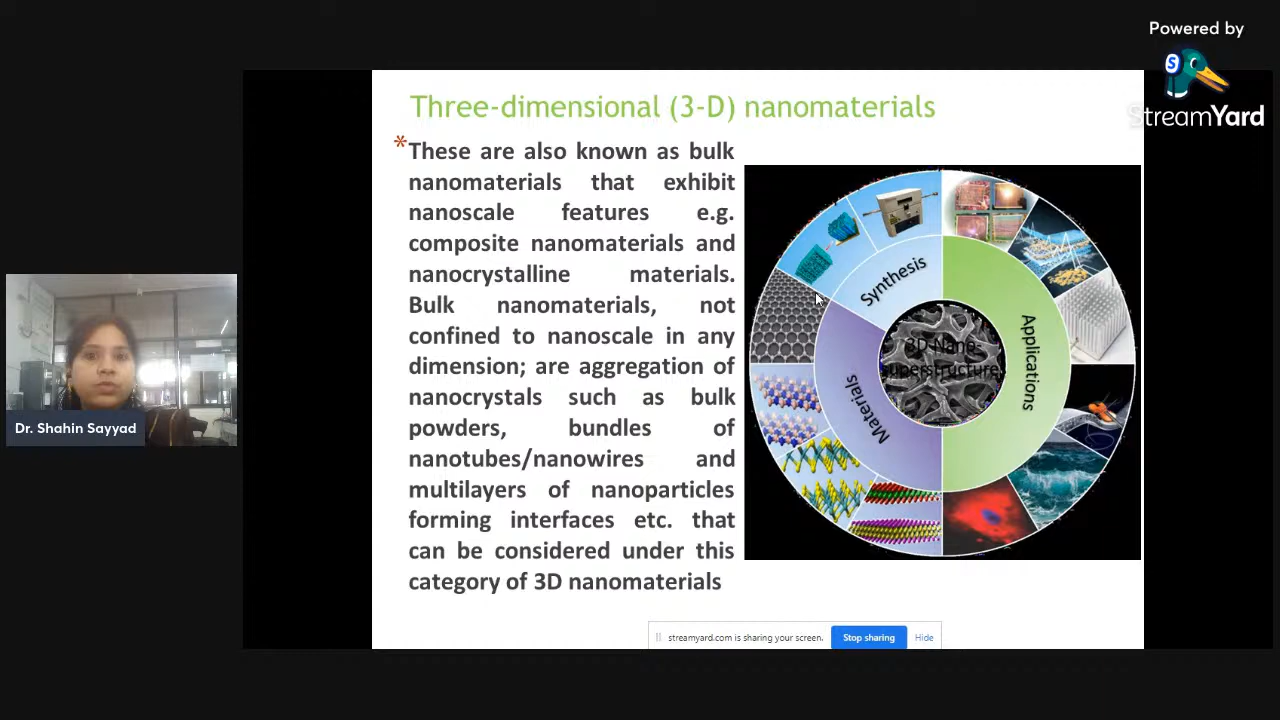 Powered by
StreamYard
Three-dimensional (3-D) nanomaterials
*These are also known as bulk
nanomaterials that exhibit
nanoscale features e.g.
composite nanomaterials and
nanocrystalline materials.
Bulk nanomaterials, not
confined to nanoscale in any
dimension; are aggregation of
nanocrystals such as bulk
powders, bundles of
nanotubes/nanowires and
multilayers of nanoparticles
forming interfaces etc. that
can be considered under this
category of 3D nanomaterials
Synthesis
Applications
Materials
3D Nano-
superstructure
Dr. Shahin Sayyad
streamyard.com is sharing your screen.
Stop sharing
Hide